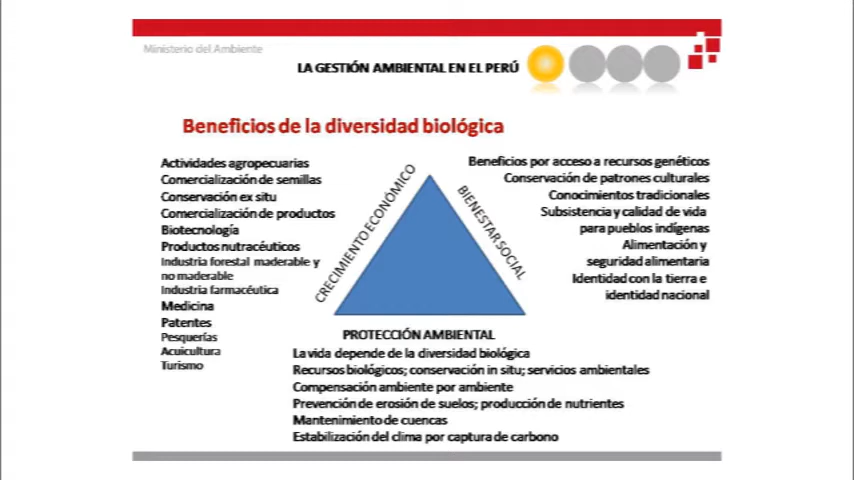 Ministerio del Ambiente
LA GESTIÓN AMBIENTAL EN EL PERÚ
Beneficios de la diversidad biológica
Actividades agropecuarias
Comercialización de semillas
Conservación ex situ
Comercialización de productos
Biotecnología
Productos nutracéuticos
Industria forestal maderable y
no maderable
Industria farmacéutica
Medicina
Patentes
Pesquerías
Acuicultura
Turismo
CRECIMIENTO ECONÓMICO
BIENESTAR SOCIAL
Beneficios por acceso a recursos genéticos
Conservación de patrones culturales
Conocimientos tradicionales
Subsistencia y calidad de vida
para pueblos indígenas
Alimentación y
seguridad alimentaria
Identidad con la tierra e
identidad nacional
PROTECCIÓN AMBIENTAL
La vida depende de la diversidad biológica
Recursos biológicos; conservación in situ; servicios ambientales
Compensación ambiente por ambiente
Prevención de erosión de suelos; producción de nutrientes
Mantenimiento de cuencas
Estabilización del clima por captura de carbono